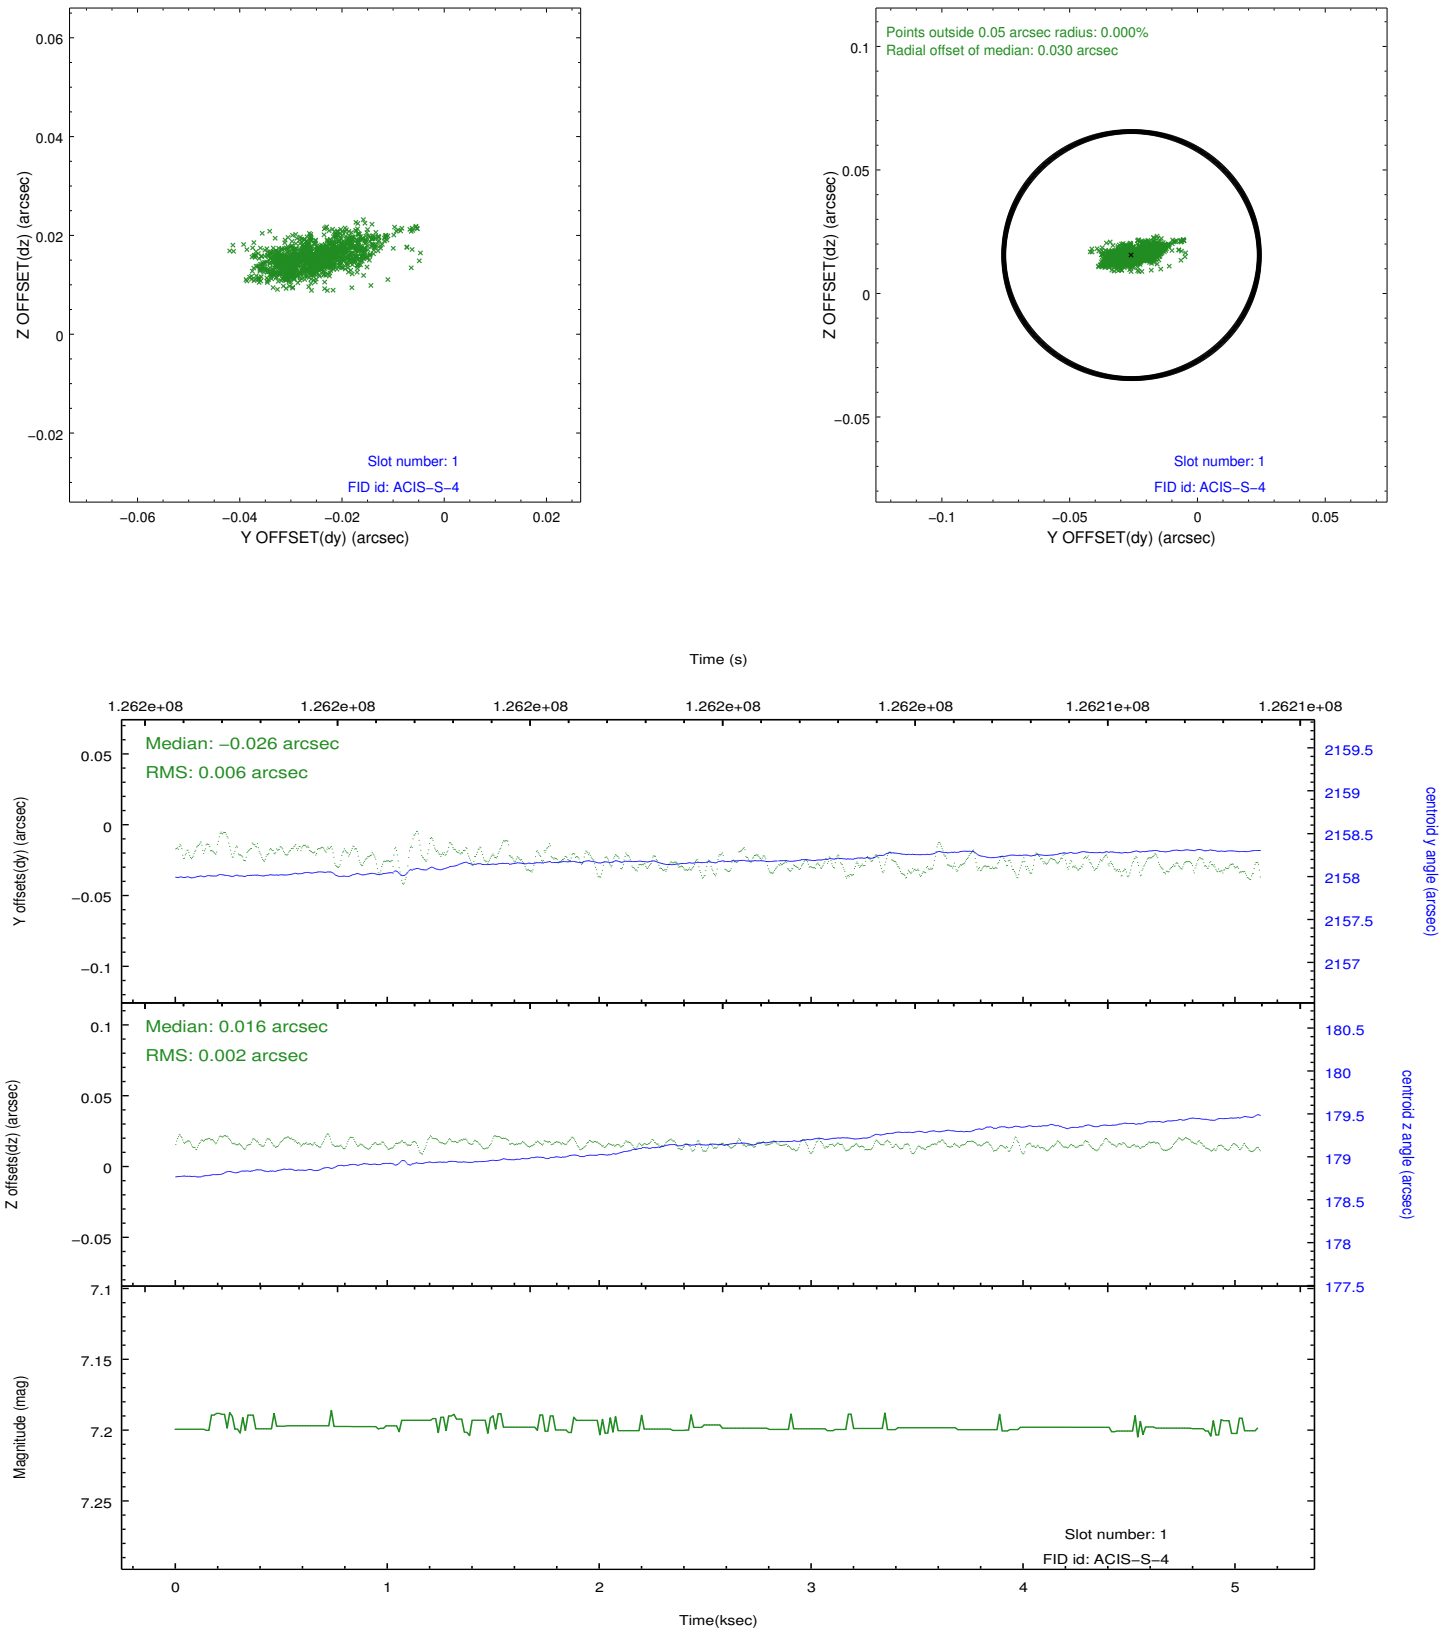 0.06
0.04
0.02
0
−0.02
Z OFFSET(dz) (arcsec)
Slot number: 1
FID id: ACIS−S−4
−0.06 −0.04 −0.02 0 0.02
Y OFFSET(dy) (arcsec)
Points outside 0.05 arcsec radius: 0.000%
Radial offset of median: 0.030 arcsec
0.1
0.05
0
−0.05
Z OFFSET(dz) (arcsec)
Slot number: 1
FID id: ACIS−S−4
−0.1 −0.05 0 0.05
Y OFFSET(dy) (arcsec)
Time (s)
1.262e+08 1.262e+08 1.262e+08 1.262e+08 1.262e+08 1.2621e+08 1.2621e+08
Median: −0.026 arcsec
RMS: 0.006 arcsec
0.05
0
−0.05
−0.1
Y offsets(dy) (arcsec)
2159.5
2159
2158.5
2158
2157.5
2157
centroid y angle (arcsec)
Median: 0.016 arcsec
RMS: 0.002 arcsec
0.1
0.05
0
−0.05
Z offsets(dz) (arcsec)
180.5
180
179.5
179
178.5
178
177.5
centroid z angle (arcsec)
7.1
7.15
7.2
7.25
Magnitude (mag)
Slot number: 1
FID id: ACIS−S−4
0 1 2 3 4 5
Time(ksec)